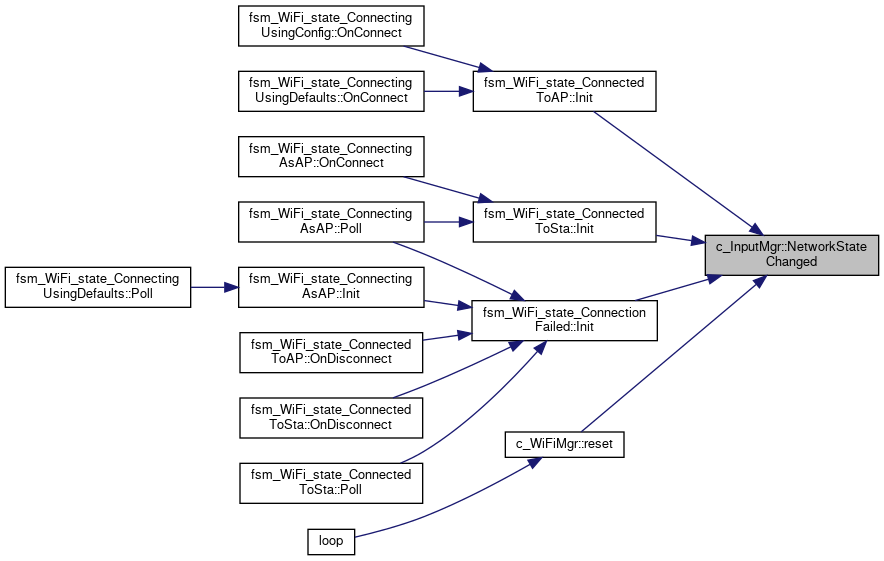 fsm_WiFi_state_Connecting
UsingConfig::OnConnect
fsm_WiFi_state_Connecting
UsingDefaults::OnConnect
fsm_WiFi_state_Connected
ToAP::Init
fsm_WiFi_state_Connecting
AsAP::OnConnect
fsm_WiFi_state_Connecting
AsAP::Poll
fsm_WiFi_state_Connected
ToSta::Init
c_InputMgr::NetworkState
Changed
fsm_WiFi_state_Connecting
UsingDefaults::Poll
fsm_WiFi_state_Connecting
AsAP::Init
fsm_WiFi_state_Connection
Failed::Init
fsm_WiFi_state_Connected
ToAP::OnDisconnect
fsm_WiFi_state_Connected
ToSta::OnDisconnect
c_WiFiMgr::reset
fsm_WiFi_state_Connected
ToSta::Poll
loop